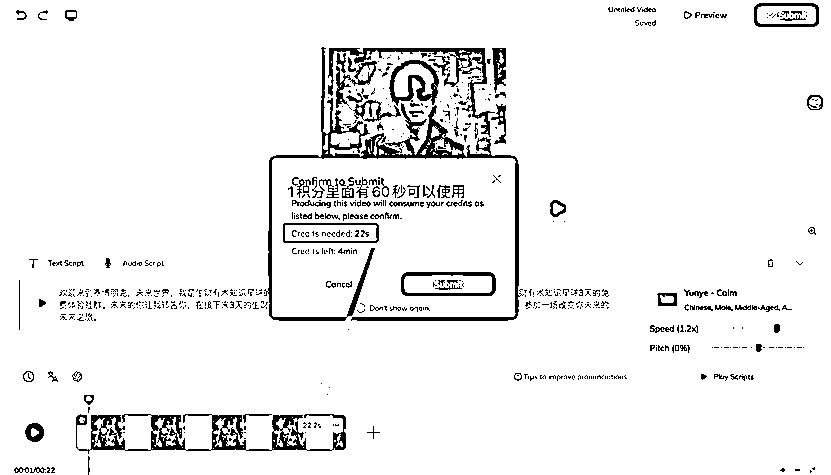 Untitled Video
Saved
Preview
Submit
Confirm to Submit
1积分里面有60秒可以使用
Producing this video will consume your credits as
listed below, please confirm.
Credits needed: 22s
Credits left: 4min
Cancel
Submit
Don't show again
Text Script
Audio Script
Yunye - Calm
Chinese, Male, Middle-Aged, A...
Speed (1.2x)
Pitch (0%)
Tips to improve pronunciations
Play Scripts
22.2s
00:01/00:22